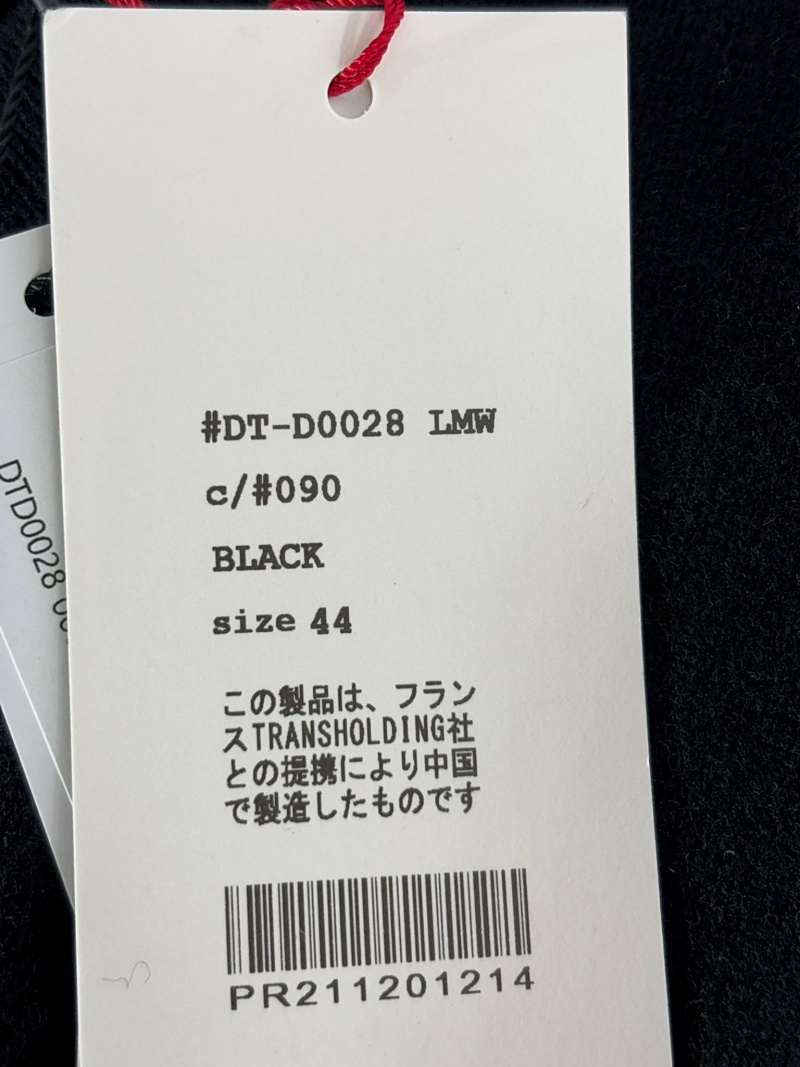 #DT-D0028 LMW
c/#090
BLACK
size 44
この製品は、フラン
スTRANSHOLDING社
との提携により中国
で製造したものです
PR211201214
DTD0028